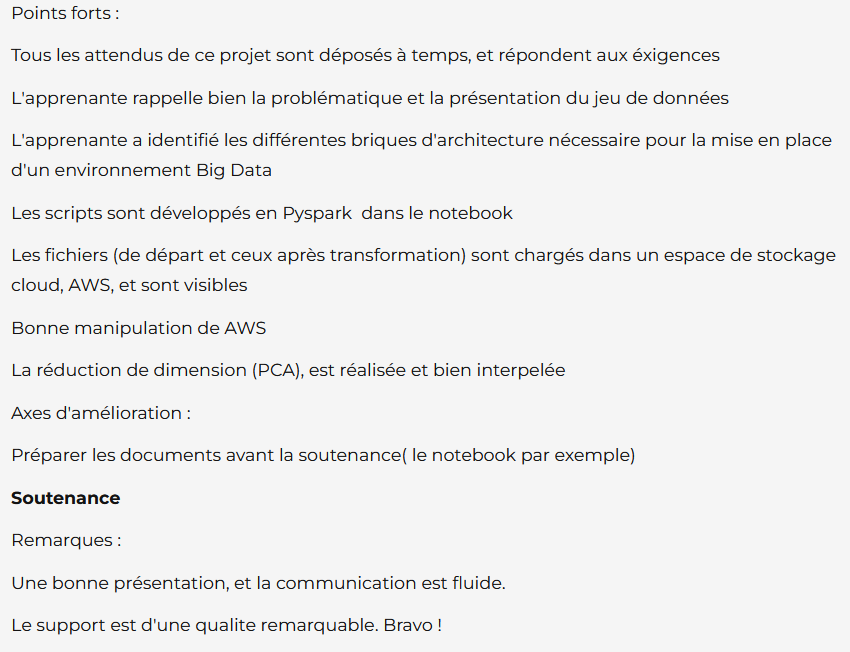 Points forts :
Tous les attendus de ce projet sont déposés à temps, et répondent aux éxigences
L'apprenante rappelle bien la problématique et la présentation du jeu de données
L'apprenante a identifié les différentes briques d'architecture nécessaire pour la mise en place
d'un environnement Big Data
Les scripts sont développés en Pyspark  dans le notebook
Les fichiers (de départ et ceux après transformation) sont chargés dans un espace de stockage
cloud, AWS, et sont visibles
Bonne manipulation de AWS
La réduction de dimension (PCA), est réalisée et bien interpelée
Axes d'amélioration :
Préparer les documents avant la soutenance( le notebook par exemple)
Soutenance
Remarques :
Une bonne présentation, et la communication est fluide.
Le support est d'une qualite remarquable. Bravo !